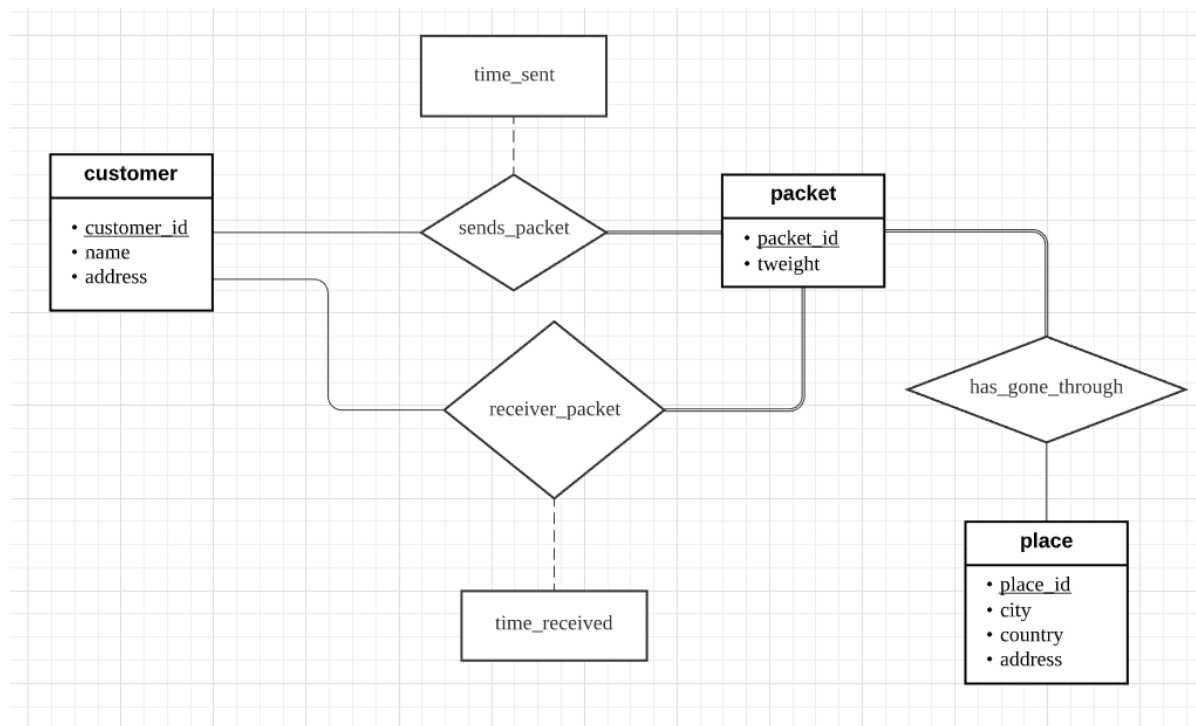 time_sent
customer
• customer_id
• name
• address
sends_packet
packet
• packet_id
• tweight
receiver_packet
has_gone_through
time_received
place
• place_id
• city
• country
• address